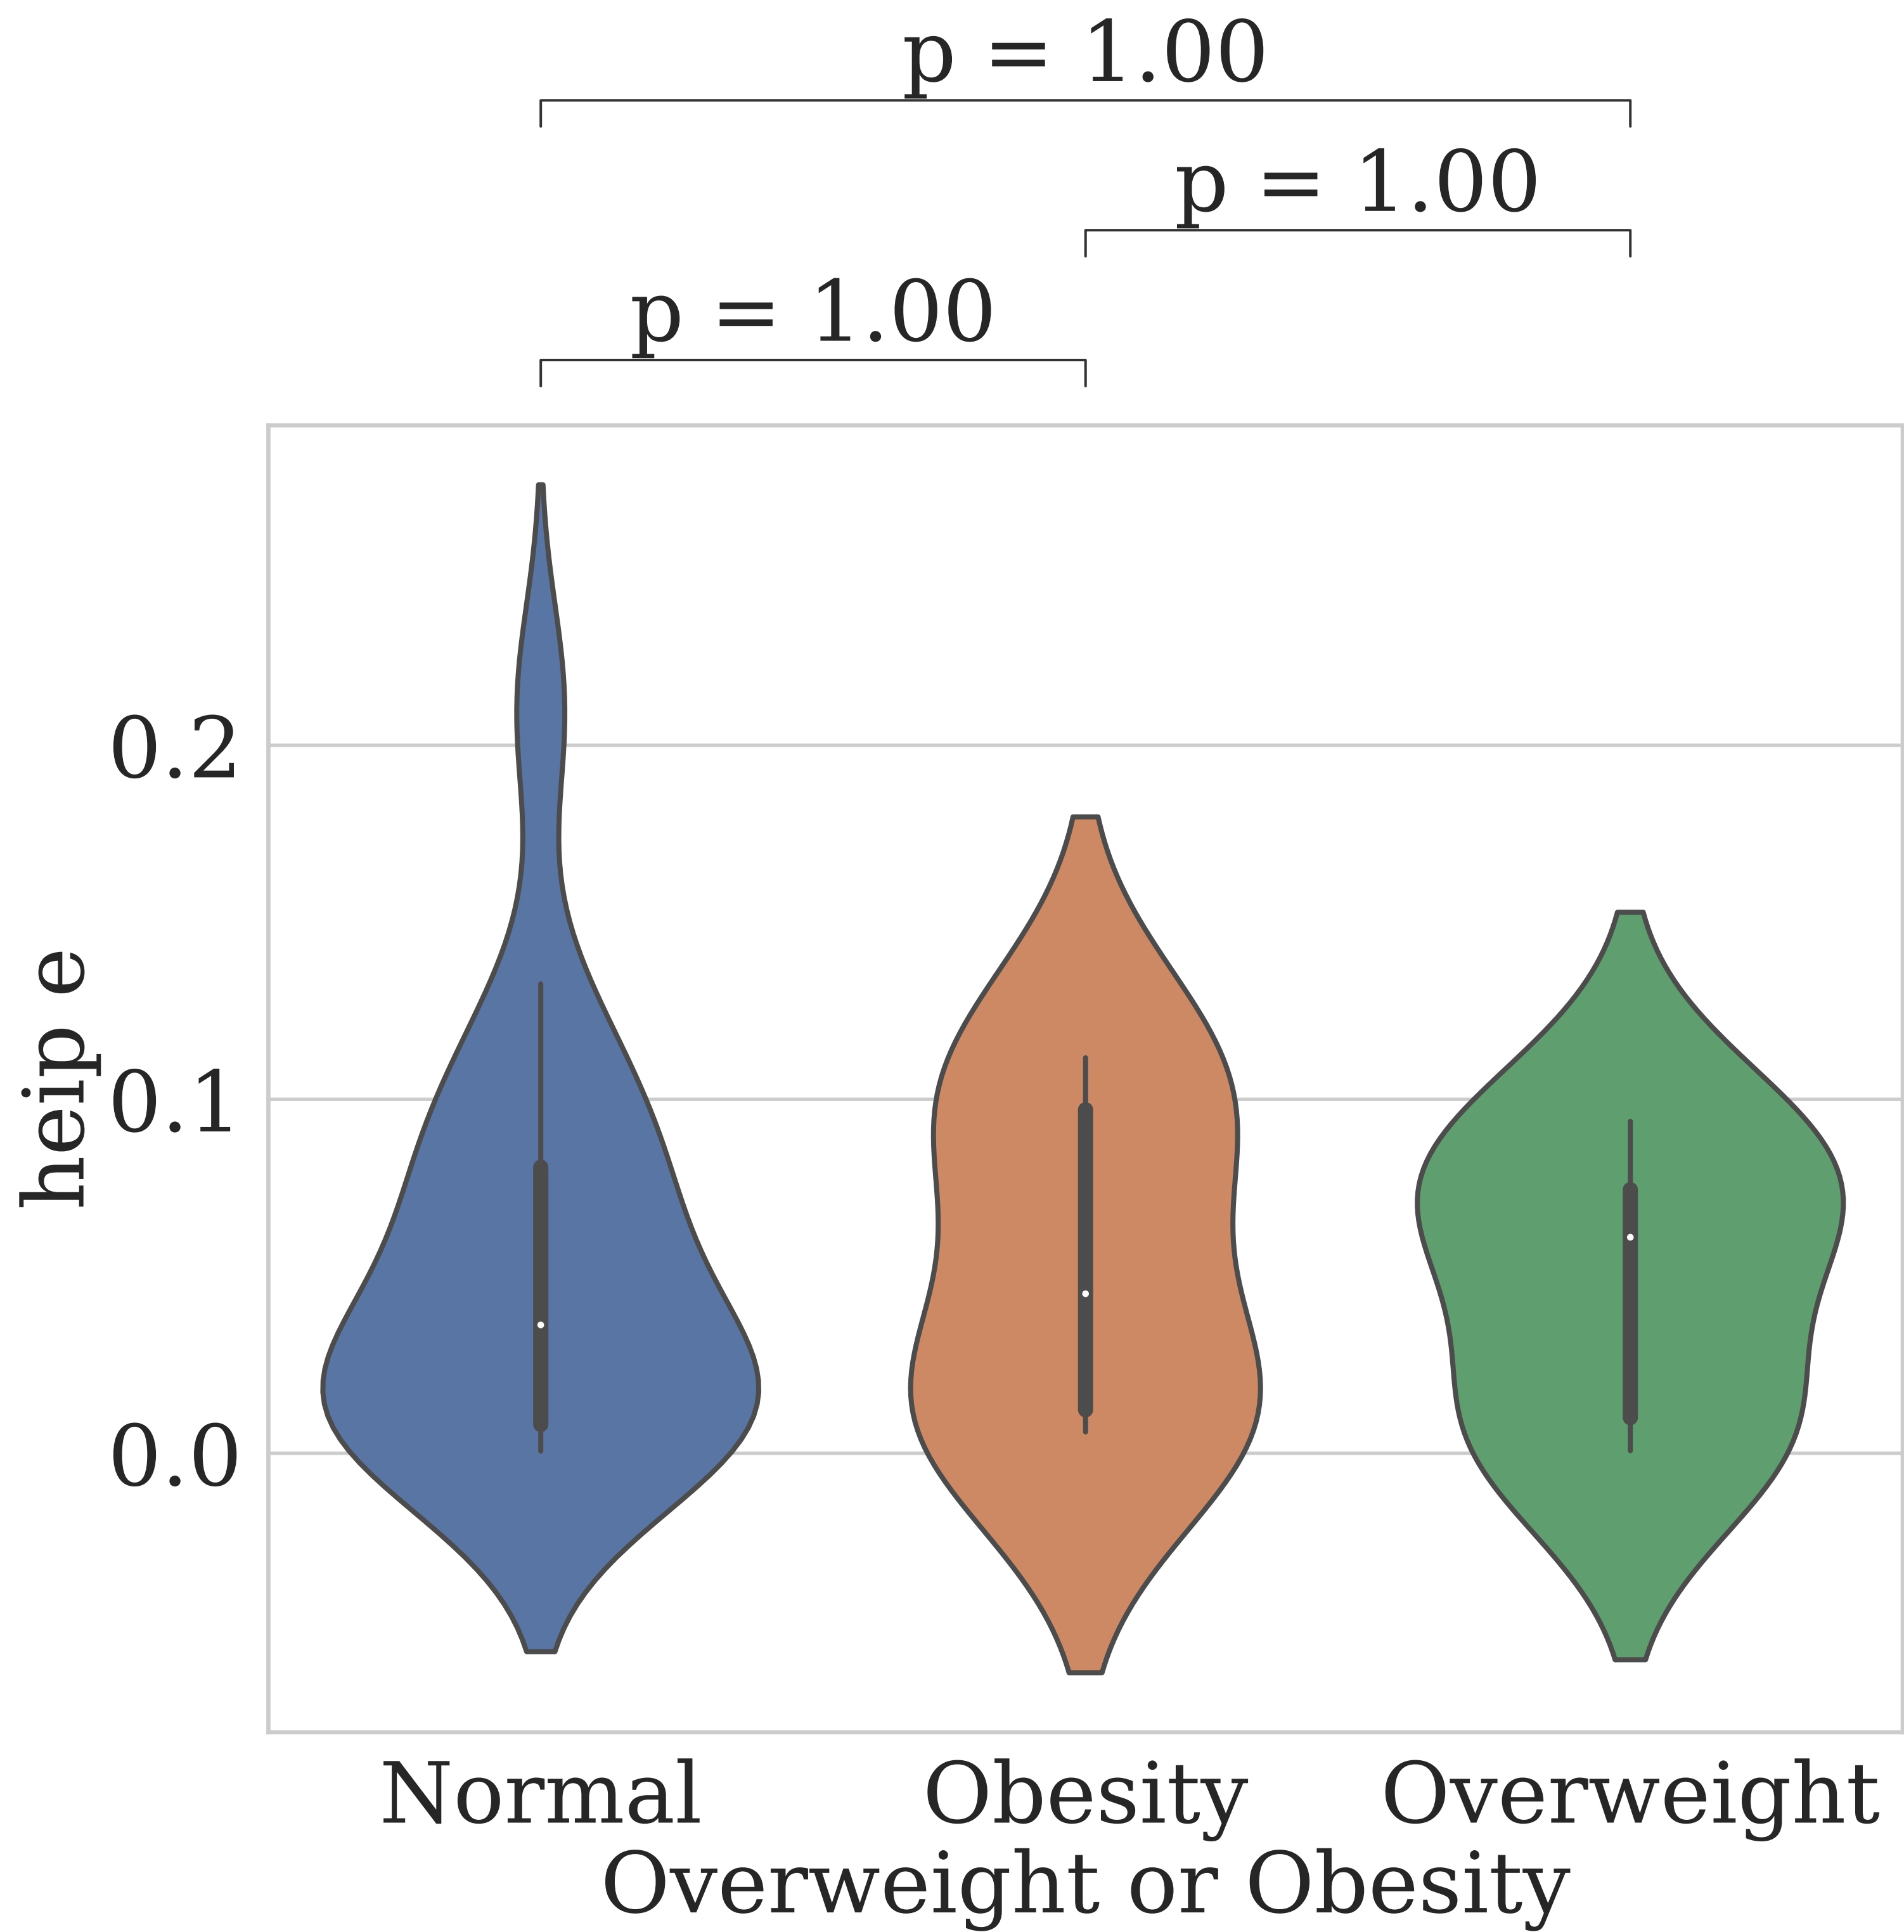 p = 1.00
p = 1.00
p = 1.00
0.2
0.1
0.0
heip e
Normal
Obesity
Overweight
Overweight or Obesity